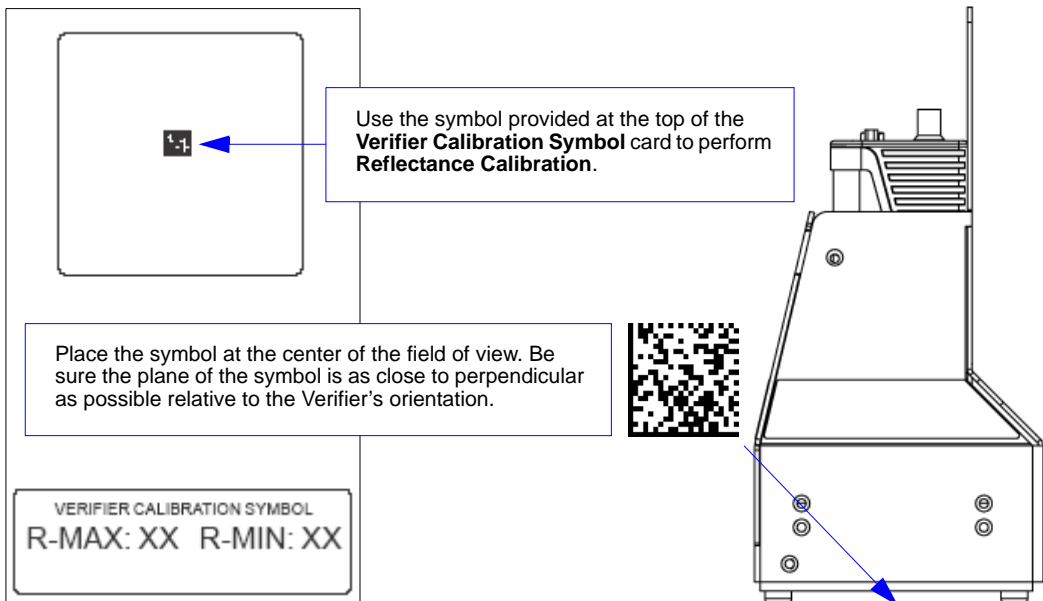 Use the symbol provided at the top of the
Verifier Calibration Symbol card to perform
Reflectance Calibration.
Place the symbol at the center of the field of view. Be
sure the plane of the symbol is as close to perpendicular
as possible relative to the Verifier's orientation.
VERIFIER CALIBRATION SYMBOL
R-MAX: XX R-MIN: XX